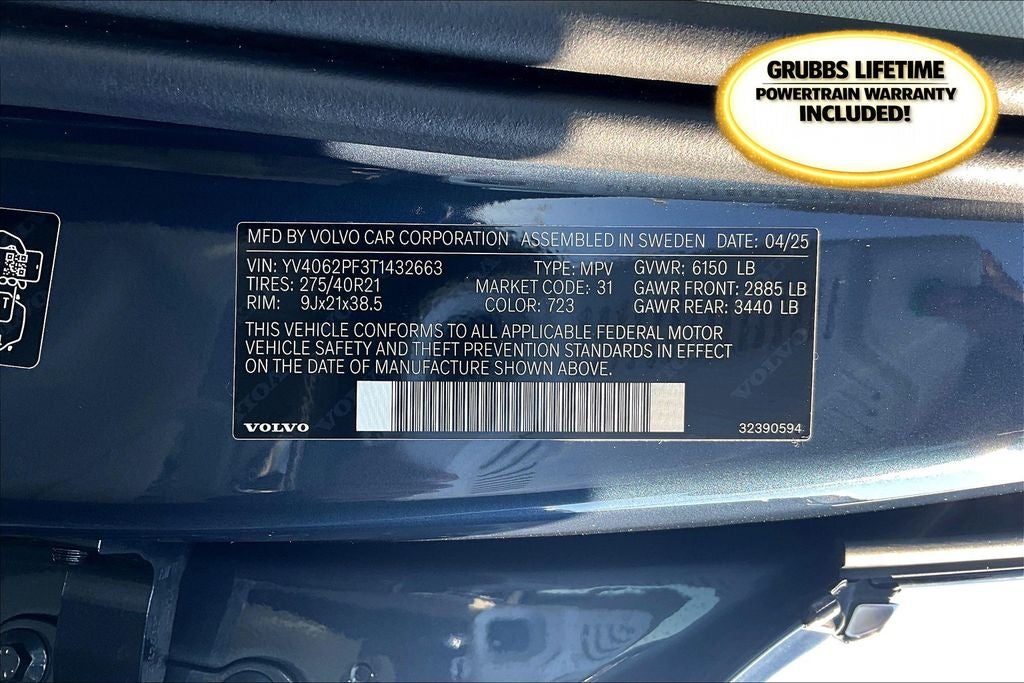 GRUBBS LIFETIME
POWERTRAIN WARRANTY
INCLUDED!
MFD BY VOLVO CAR CORPORATION ASSEMBLED IN SWEDEN DATE: 04/25
VIN: YV4062PF3T1432663 TYPE: MPV GVWR: 6150 LB
TIRES: 275/40R21 MARKET CODE: 31 GAWR FRONT: 2885 LB
RIM: 9Jx21x38.5 COLOR: 723 GAWR REAR: 3440 LB
THIS VEHICLE CONFORMS TO ALL APPLICABLE FEDERAL MOTOR
VEHICLE SAFETY AND THEFT PREVENTION STANDARDS IN EFFECT
ON THE DATE OF MANUFACTURE SHOWN ABOVE.
VOLVO 32390594